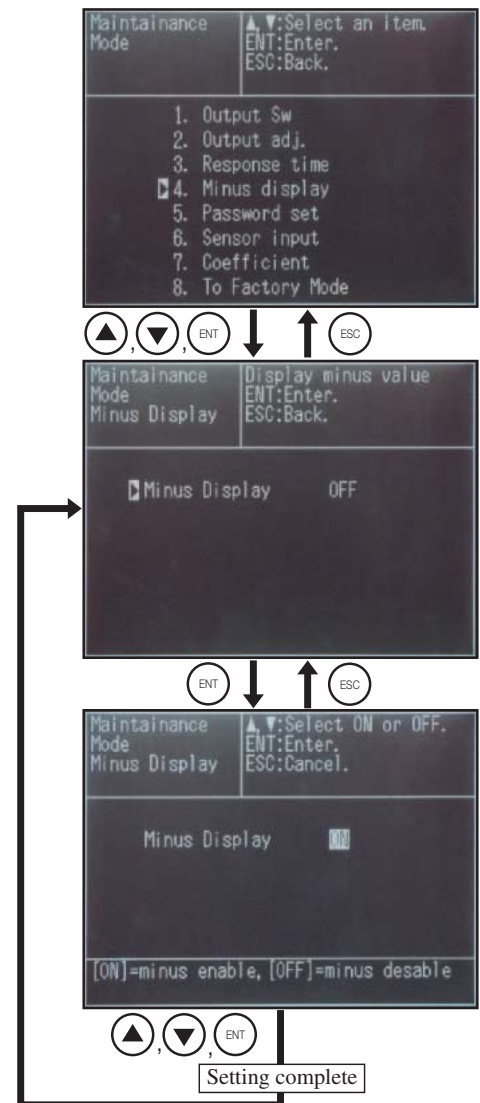 Maintainance
Mode
▲,▼:Select an item.
ENT:Enter.
ESC:Back.
1. Output Sw
2. Output adj.
3. Response time
4. Minus display
5. Password set
6. Sensor input
7. Coefficient
8. To Factory Mode
▲,▼,ENT
ESC
Maintainance
Mode
Minus Display
Display minus value
ENT:Enter.
ESC:Back.
Minus Display OFF
ENT
ESC
Maintainance
Mode
Minus Display
▲,▼:Select ON or OFF.
ENT:Enter.
ESC:Cancel.
Minus Display ON
[ON]=minus enable, [OFF]=minus desable
▲,▼,ENT
Setting complete